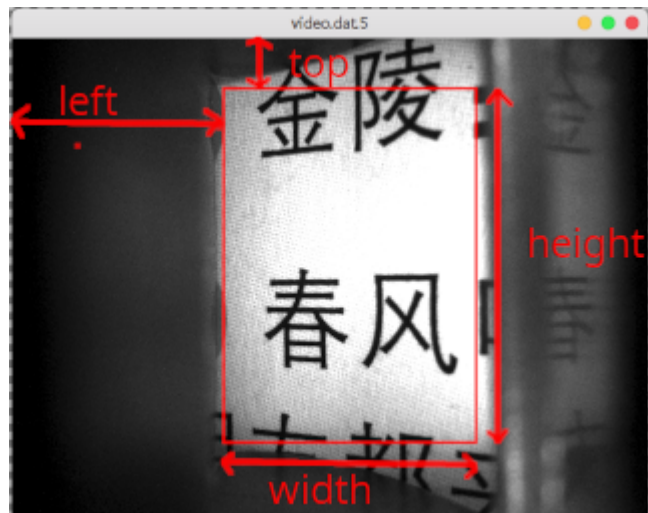 video.dat.5
top
金陵
left
height
春风
width